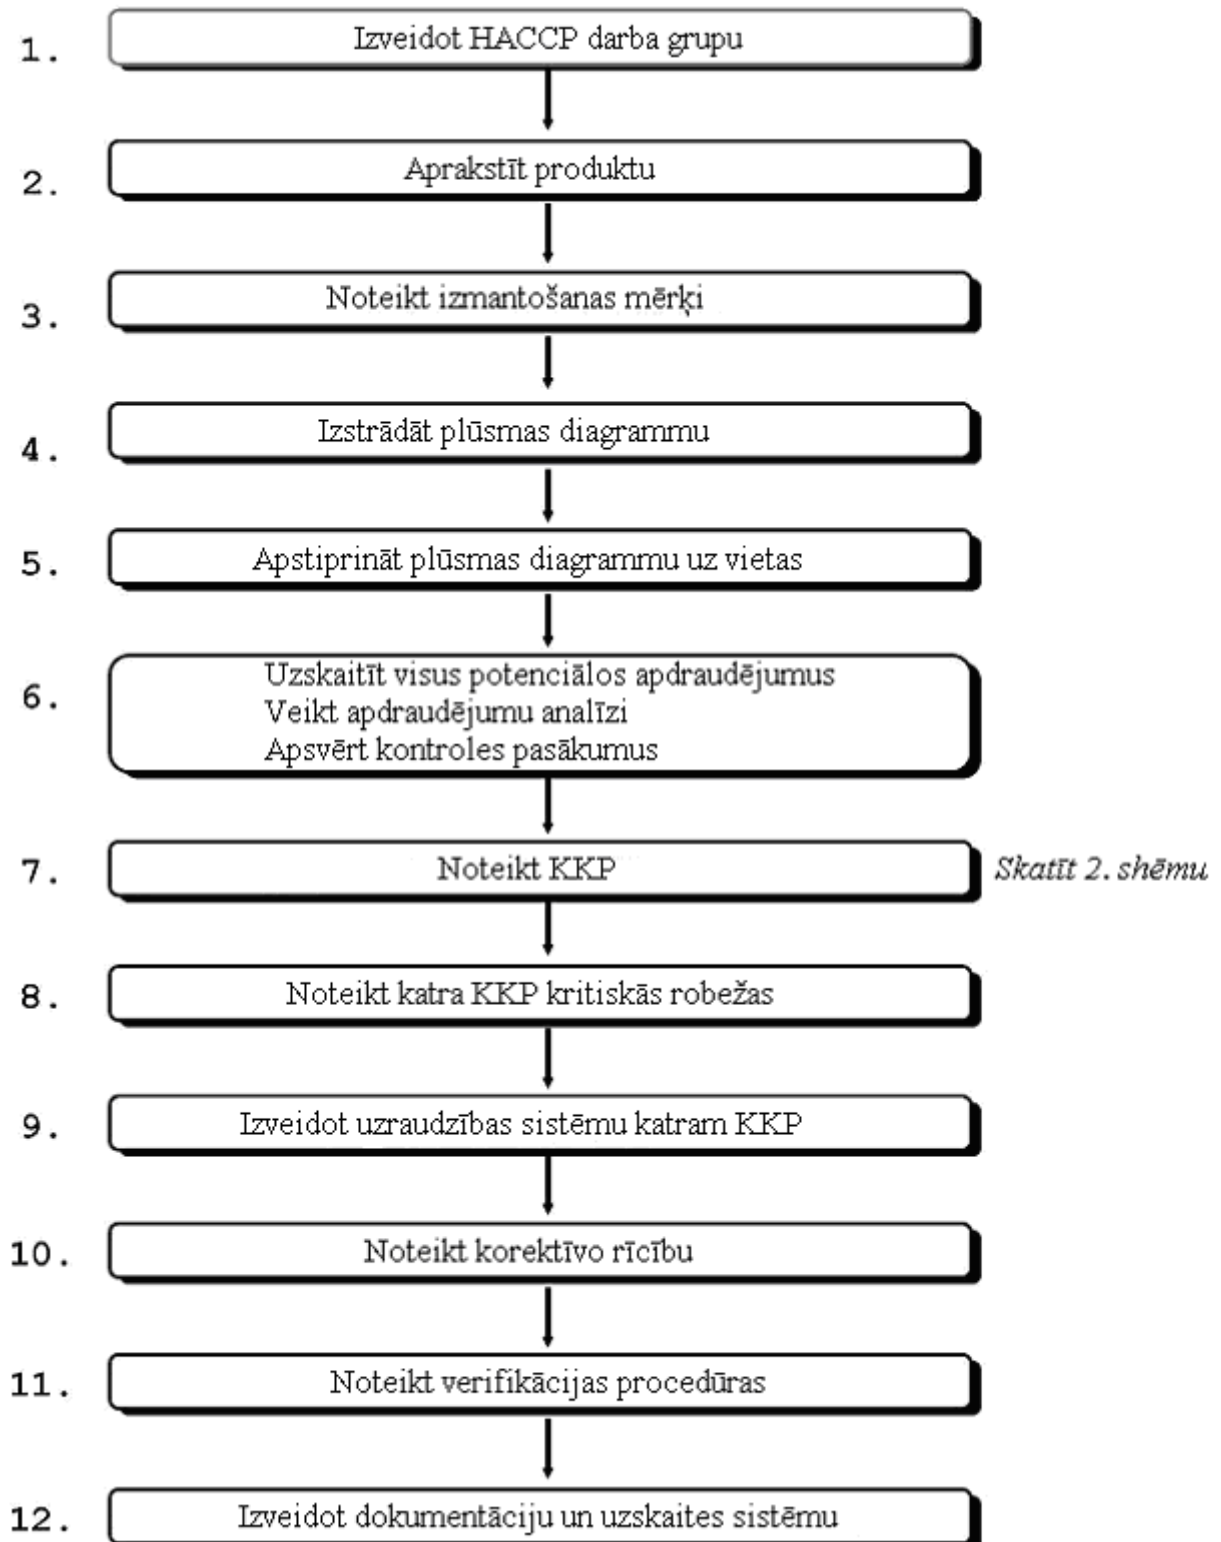 1. Izveidot HACCP darba grupu
2. Aprakstīt produktu
3. Noteikt izmantošanas mērķi
4. Izstrādāt plūsmas diagrammu
5. Apstiprināt plūsmas diagrammu uz vietas
6. Uzskaitīt visus potenciālos apdraudējumus
Veikt apdraudējumu analīzi
Apsvērt kontroles pasākumus
7. Noteikt KKP Skatīt 2. shēmu
8. Noteikt katra KKP kritiskās robežas
9. Izveidot uzraudzības sistēmu katram KKP
10. Noteikt korektīvo rīcību
11. Noteikt verifikācijas procedūras
12. Izveidot dokumentāciju un uzskaites sistēmu